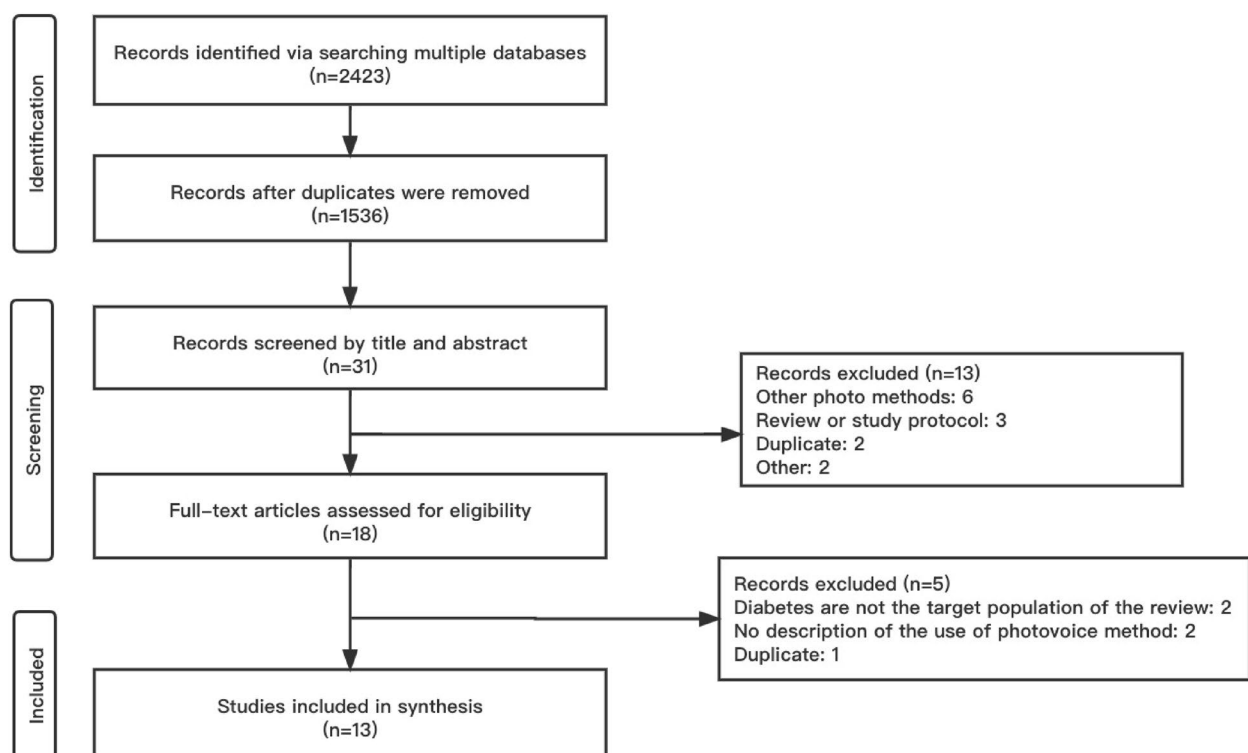 Identification
Records identified via searching multiple databases
(n=2423)
Records after duplicates were removed
(n=1536)
Screening
Records screened by title and abstract
(n=31)
Records excluded (n=13)
Other photo methods: 6
Review or study protocol: 3
Duplicate: 2
Other: 2
Full-text articles assessed for eligibility
(n=18)
Records excluded (n=5)
Diabetes are not the target population of the review: 2
No description of the use of photovoice method: 2
Duplicate: 1
Included
Studies included in synthesis
(n=13)